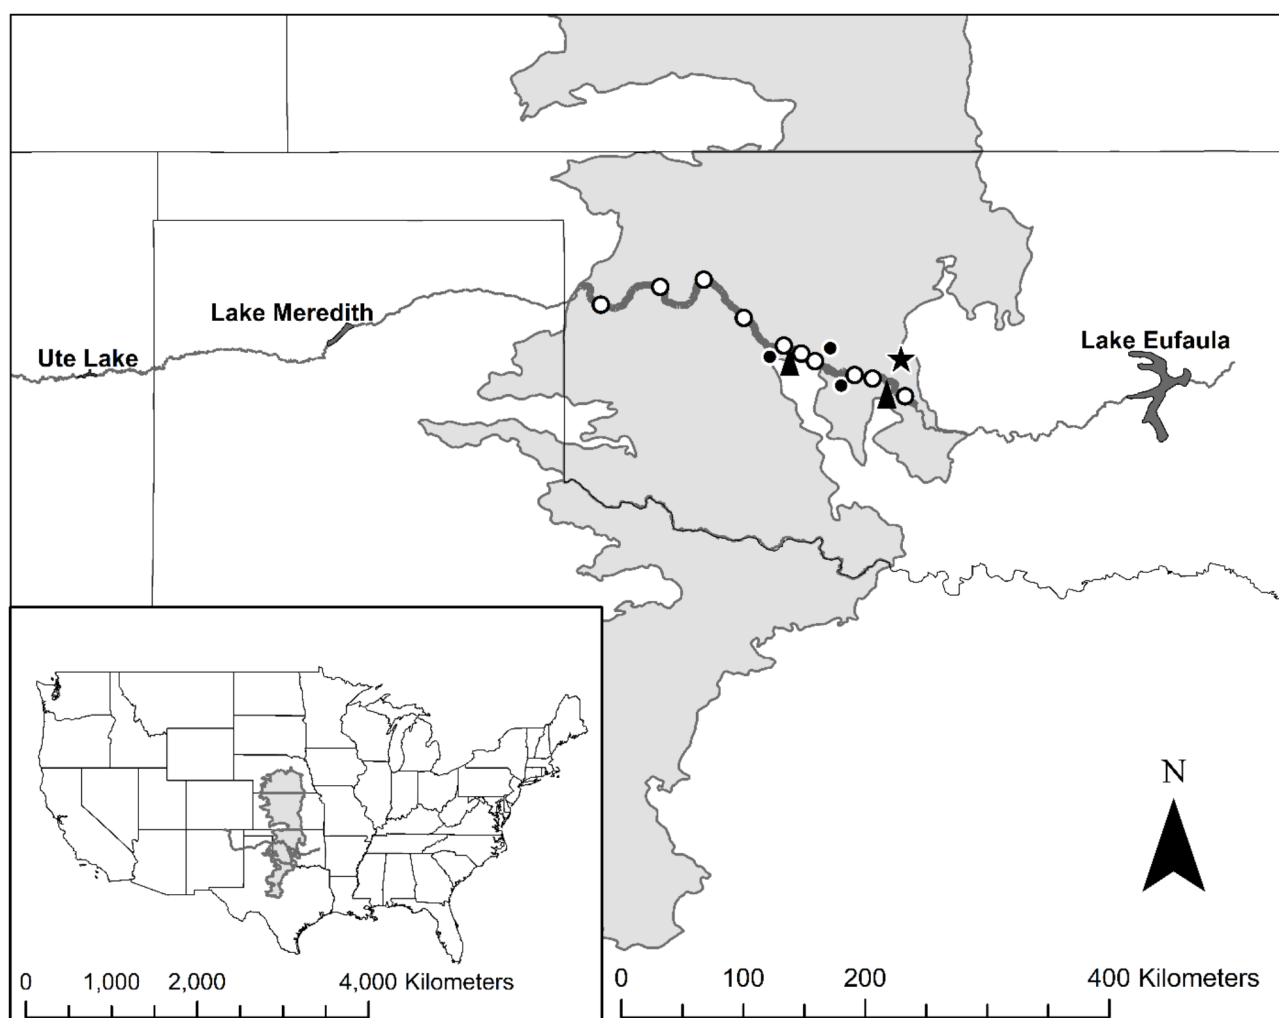 Lake Meredith
Ute Lake
Lake Eufaula
N
0 1,000 2,000 4,000 Kilometers
0 100 200 400 Kilometers